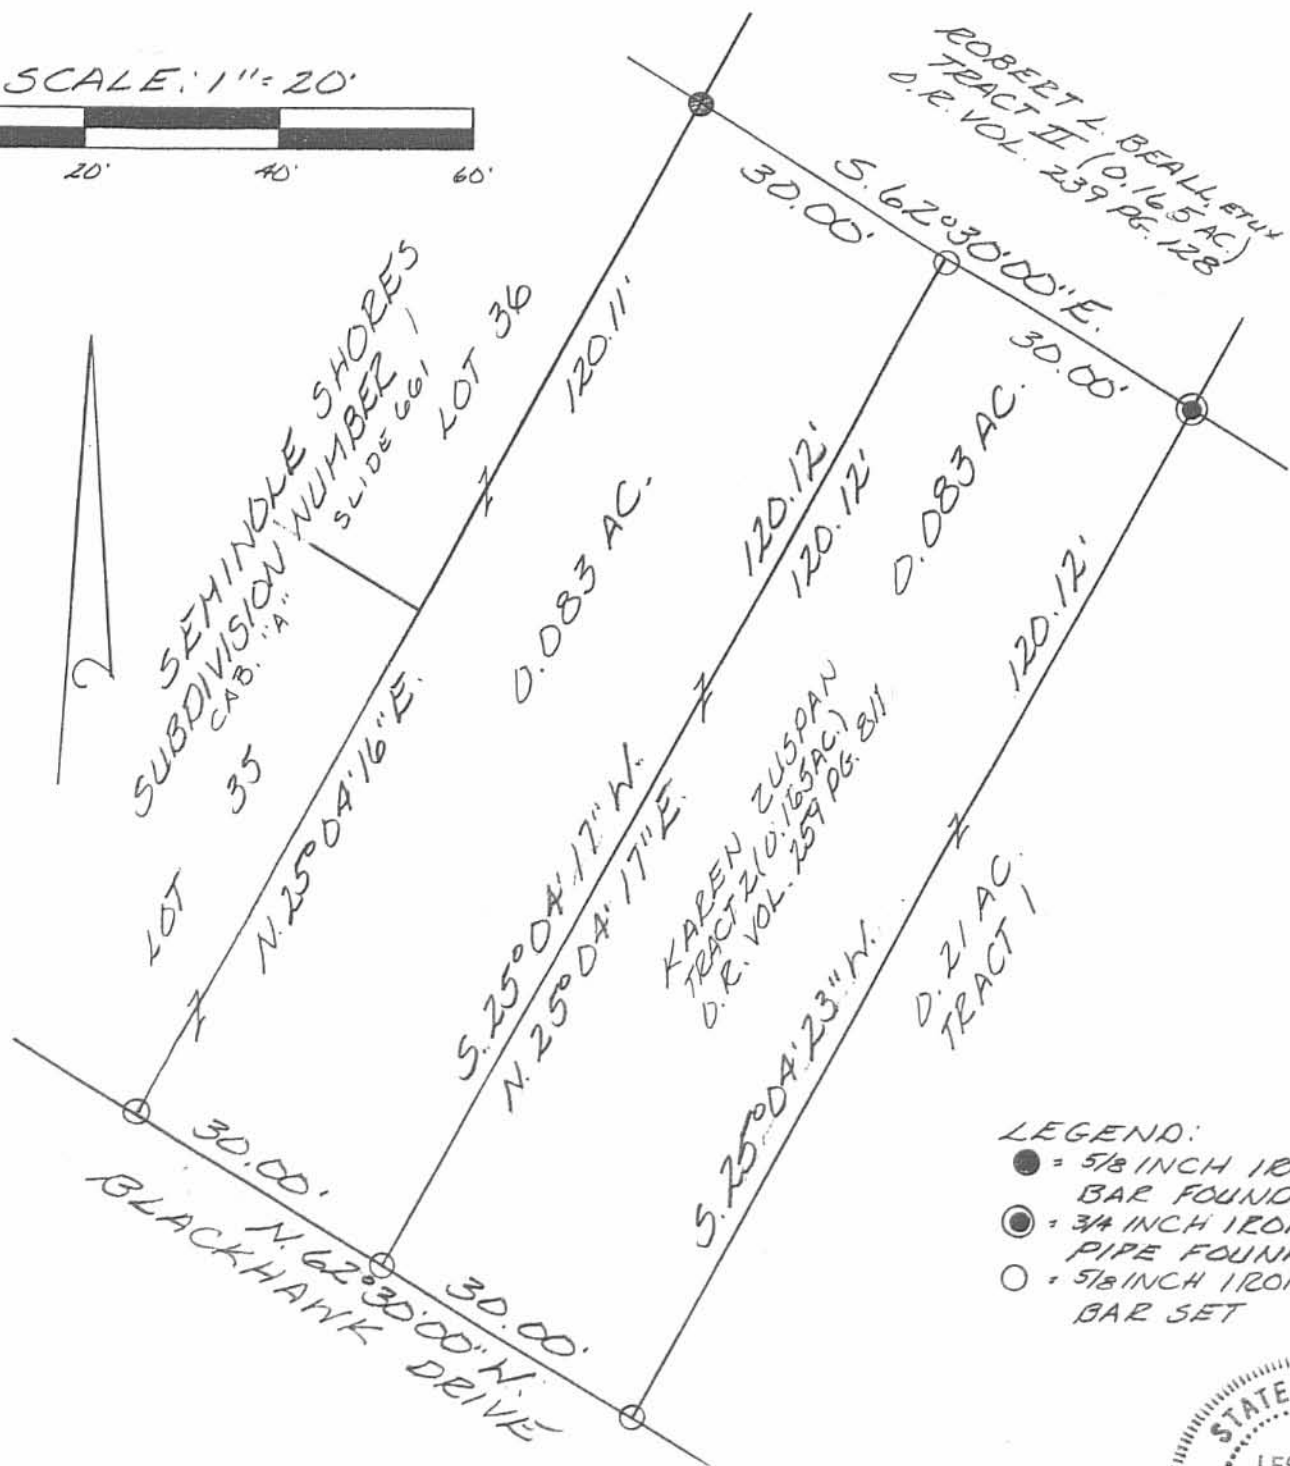 SCALE: 1"=20'
20' 40' 60'
ROBERT L. BEALL, ETUX
TRACT II (0.165 AC.)
O.R. VOL. 239 PG. 128
S. 62°30'00" E.
30.00'
30.00'
SEMINOLE SHORES
SUBDIVISION NUMBER 1
CAB. "A" SLIDE 661
LOT 36
LOT 35
120.11'
N. 25°04'16" E.
0.083 AC.
120.12'
120.12'
S. 25°04'17" W.
N. 25°04'17" E.
0.083 AC.
KAREN ZUSPAN
TRACT 2 (0.165 AC.)
O.R. VOL. 259 PG. 811
120.12'
S. 25°04'23" W.
0.21 AC.
TRACT 1
30.00'
N. 62°30'00" W.
30.00'
BLACKHAWK DRIVE
LEGEND:
= 5/8 INCH IR
BAR FOUND
= 3/4 INCH IRON
PIPE FOUN
= 5/8 INCH IRON
BAR SET
STATE